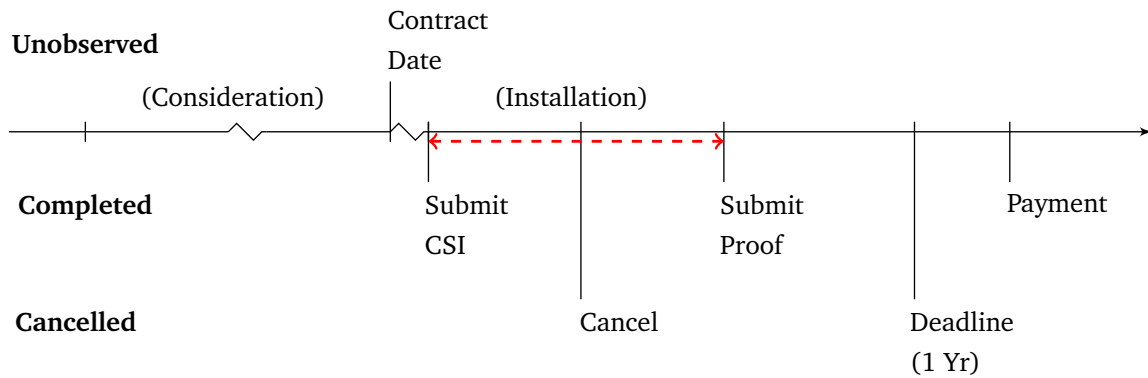 Unobserved
Contract
Date
(Consideration)
(Installation)
Completed
Submit
CSI
Submit
Proof
Payment
Cancelled
Cancel
Deadline
(1 Yr)